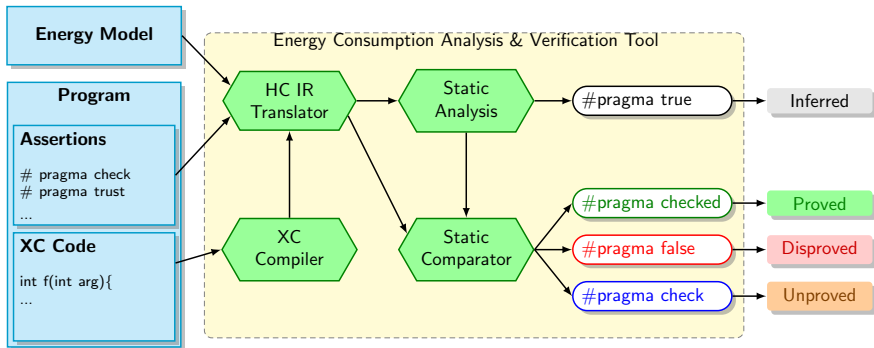 Energy Model
Energy Consumption Analysis & Verification Tool
Program
Assertions
# pragma check
# pragma trust
...
XC Code
int f(int arg){
...
HC IR
Translator
Static
Analysis
#pragma true
Inferred
XC
Compiler
Static
Comparator
#pragma checked
Proved
#pragma false
Disproved
#pragma check
Unproved